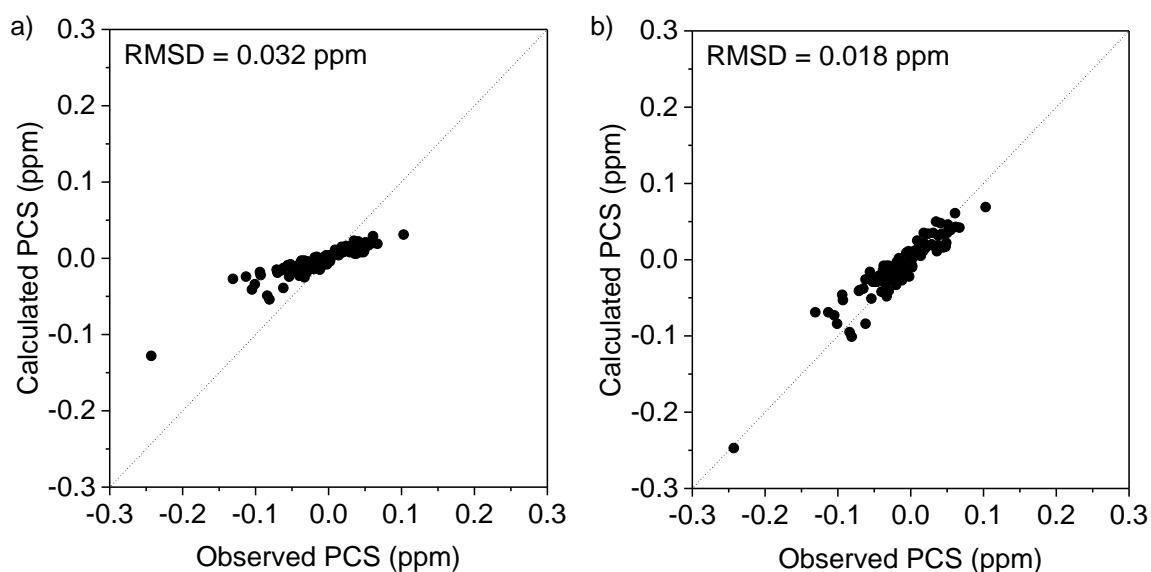 a)
RMSD = 0.032 ppm
Calculated PCS (ppm)
0.3
0.2
0.1
0.0
-0.1
-0.2
-0.3
-0.3 -0.2 -0.1 0.0 0.1 0.2 0.3
Observed PCS (ppm)
b)
RMSD = 0.018 ppm
Calculated PCS (ppm)
0.3
0.2
0.1
0.0
-0.1
-0.2
-0.3
-0.3 -0.2 -0.1 0.0 0.1 0.2 0.3
Observed PCS (ppm)